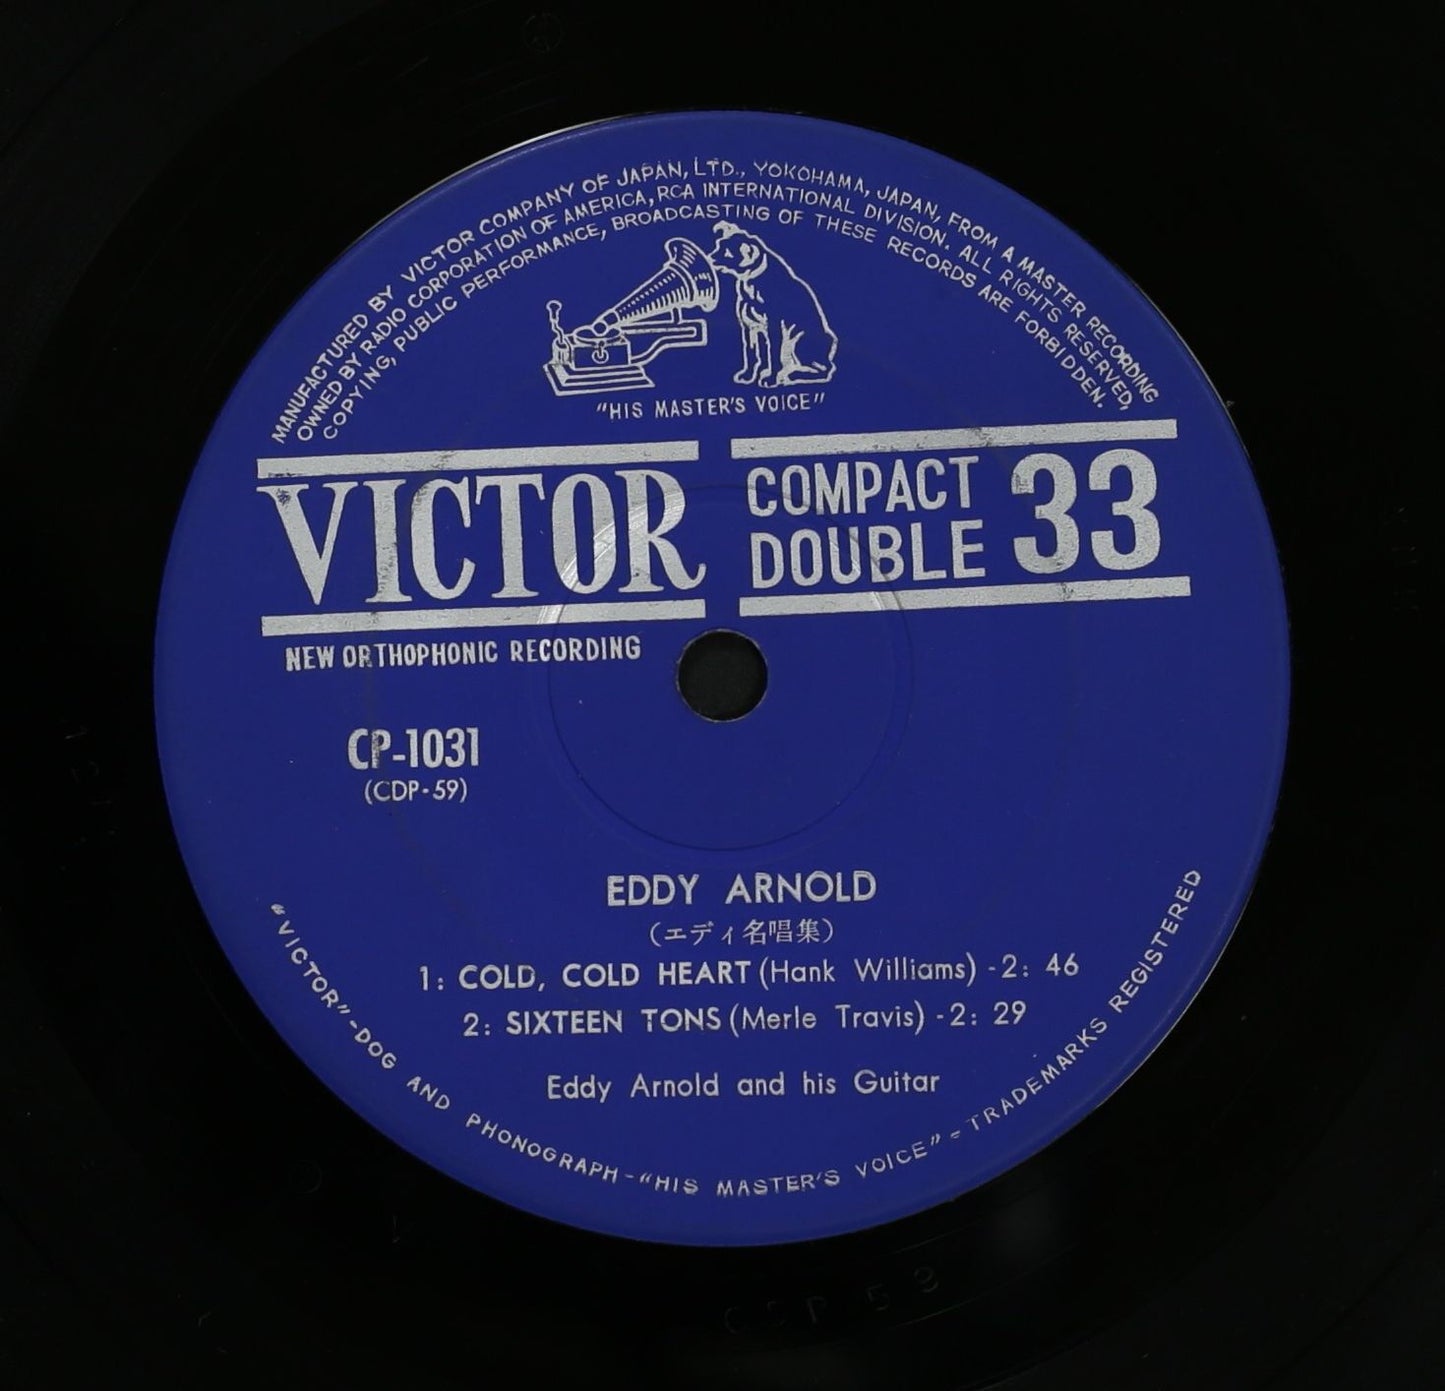 MANUFACTURED BY VICTOR COMPANY OF JAPAN, LTD., YOKOHAMA, JAPAN, FROM A MASTER RECORDING
OWNED BY RADIO CORPORATION OF AMERICA, RCA INTERNATIONAL DIVISION. ALL RIGHTS RESERVED,
COPYING, PUBLIC PERFORMANCE, BROADCASTING OF THESE RECORDS ARE FORBIDDEN.
"HIS MASTER'S VOICE"
VICTOR
COMPACT
DOUBLE 33
NEW ORTHOPHONIC RECORDING
CP-1031
(CDP-59)
EDDY ARNOLD
(エディ名唱集)
1: COLD, COLD HEART (Hank Williams) - 2: 46
2: SIXTEEN TONS (Merle Travis) - 2: 29
Eddy Arnold and his Guitar
"VICTOR"-DOG AND PHONOGRAPH-"HIS MASTER'S VOICE"-TRADEMARKS REGISTERED
CDP 59